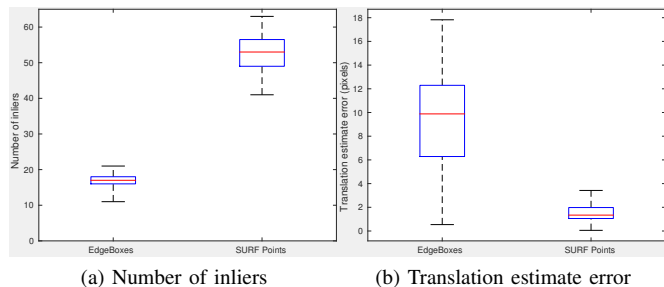 60
50
40
30
20
10
0
Number of inliers
EdgeBoxes SURF Points
18
16
14
12
10
8
6
4
2
0
Translation estimate error (pixels)
EdgeBoxes SURF Points
(a) Number of inliers
(b) Translation estimate error